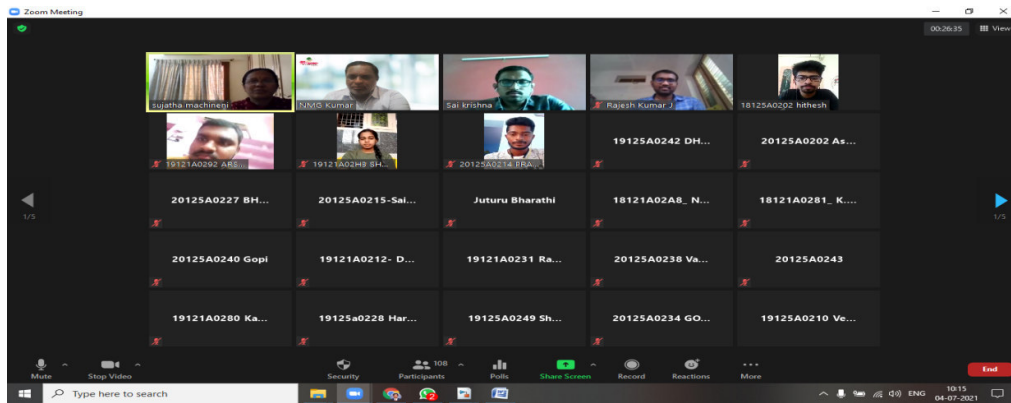 Zoom Meeting
00:26:35 View
sujatha machineni
NMG Kumar
Sai krishna
Rajesh Kumar J
18125A0202 hithesh
19121A0292 ARS...
19121A02H9 SH...
20125A0214 PRA...
19125A0242 DH...
20125A0202 As...
20125A0227 BH...
20125A0215-Sai...
Juturu Bharathi
18121A02A8_ N...
18121A0281_ K....
1/5
1/5
20125A0240 Gopi
19121A0212- D...
19121A0231 Ra...
20125A0238 Va...
20125A0243
19121A0280 Ka...
19125a0228 Har...
19125A0249 Sh...
20125A0234 GO...
19125A0210 Ve...
Mute
Stop Video
Security
108
Participants
Polls
Share Screen
Record
Reactions
More
End
Type here to search
ENG
10:15
04-07-2021